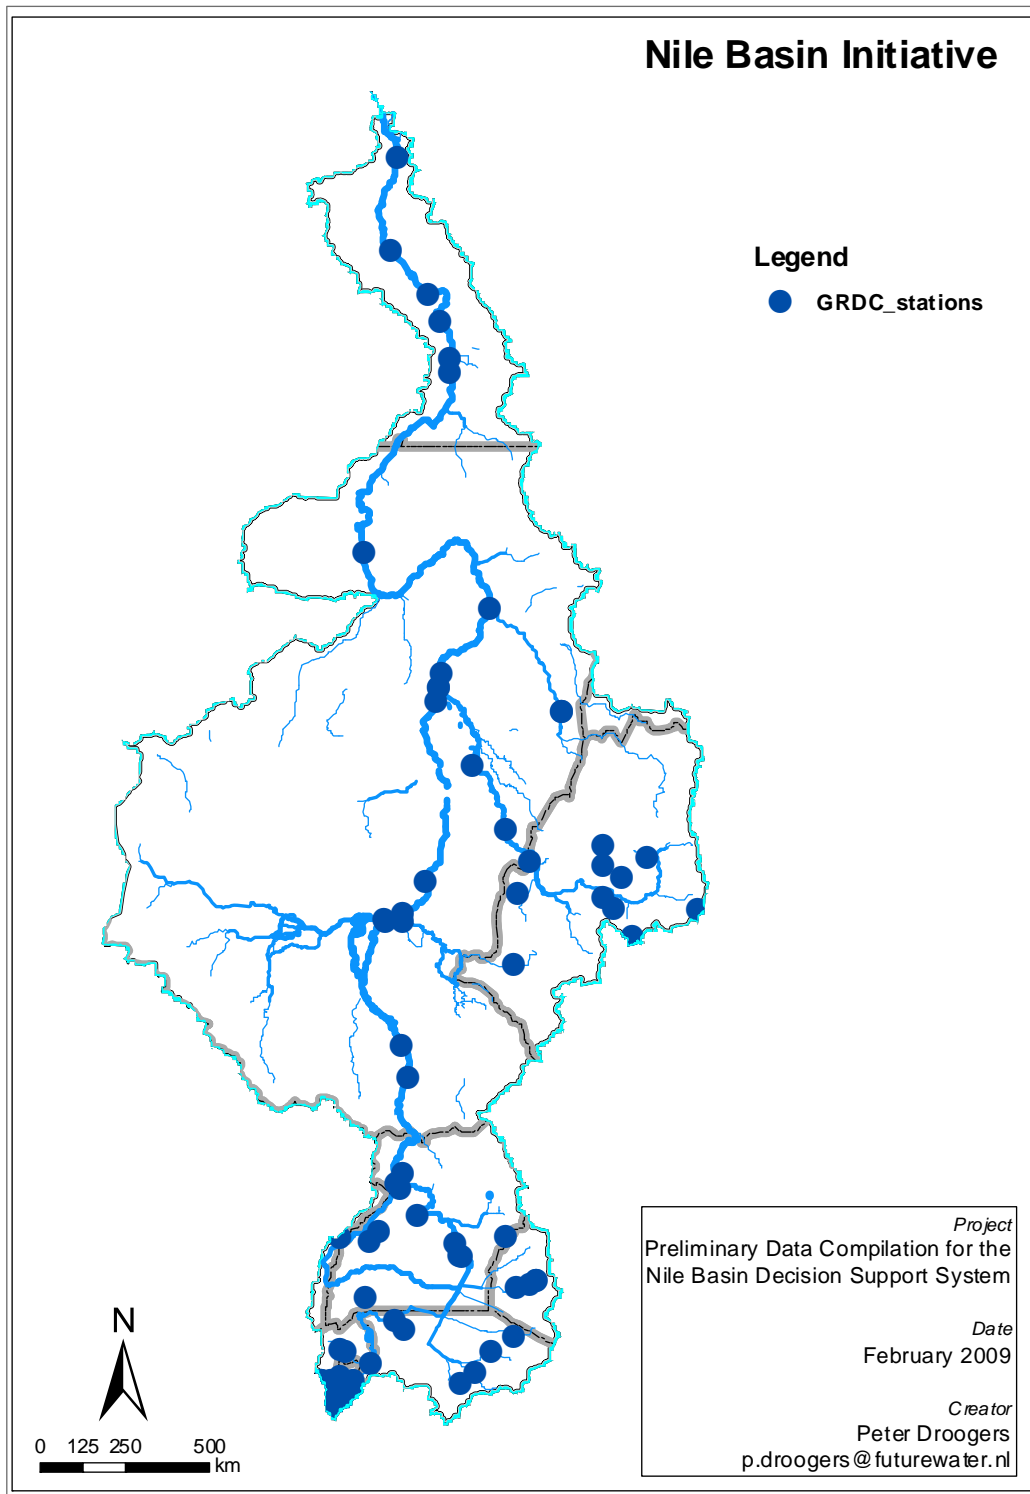 Nile Basin Initiative
Legend
GRDC_stations
Project
Preliminary Data Compilation for the
Nile Basin Decision Support System
Date
February 2009
Creator
Peter Droogers
p.droogers@futurewater.nl
N
0 125 250 500
km